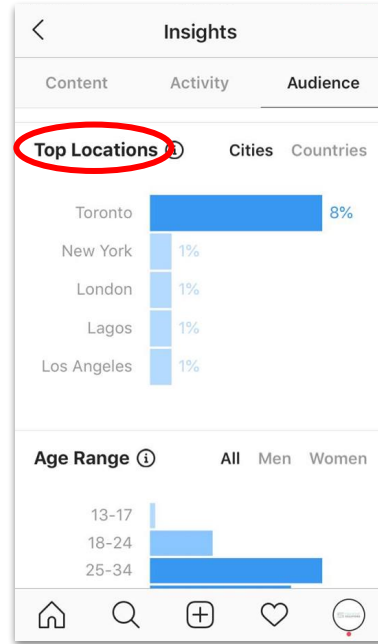 Insights
Content Activity Audience
Top Locations Cities Countries
Toronto 8%
New York 1%
London 1%
Lagos 1%
Los Angeles 1%
Age Range All Men Women
13-17
18-24
25-34